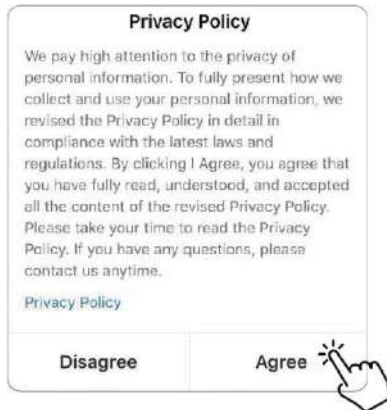 Privacy Policy
We pay high attention to the privacy of
personal information. To fully present how we
collect and use your personal information, we
revised the Privacy Policy in detail in
compliance with the latest laws and
regulations. By clicking I Agree, you agree that
you have fully read, understood, and accepted
all the content of the revised Privacy Policy.
Please take your time to read the Privacy
Policy. If you have any questions, please
contact us anytime.
Privacy Policy
Disagree Agree